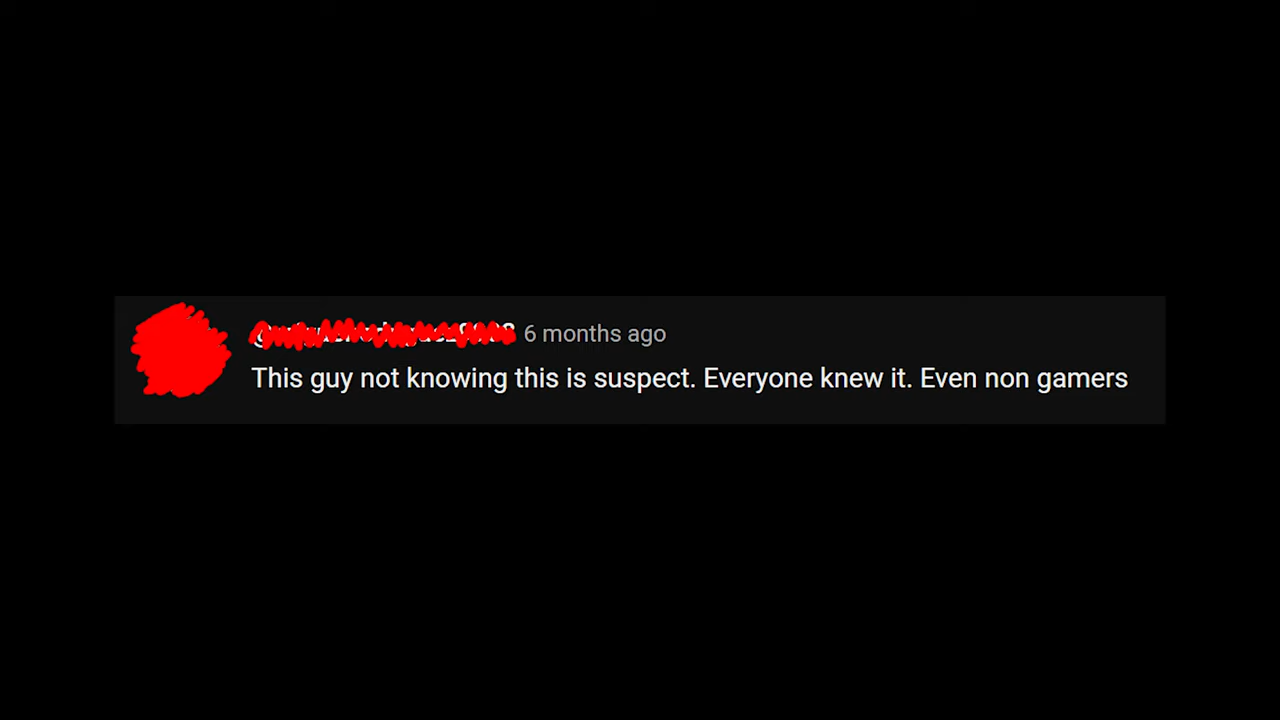 6 months ago
This guy not knowing this is suspect. Everyone knew it. Even non gamers